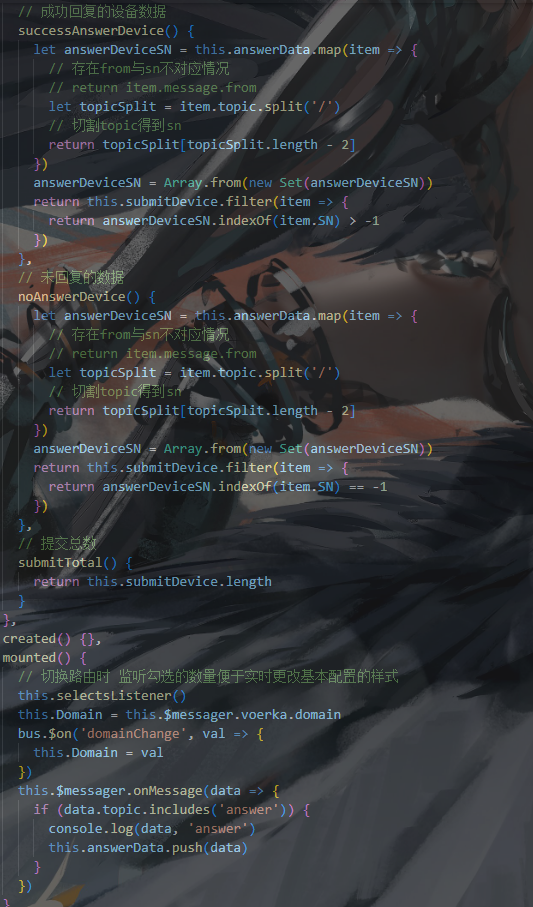 // 成功回复的设备数据
successAnswerDevice() {
let answerDeviceSN = this.answerData.map(item => {
// 存在from与sn不对应情况
// return item.message.from
let topicSplit = item.topic.split('/')
// 切割topic得到sn
return topicSplit[topicSplit.length - 2]
})
answerDeviceSN = Array.from(new Set(answerDeviceSN))
return this.submitDevice.filter(item => {
return answerDeviceSN.indexOf(item.SN) > -1
})
},
// 未回复的数据
noAnswerDevice() {
let answerDeviceSN = this.answerData.map(item => {
// 存在from与sn不对应情况
// return item.message.from
let topicSplit = item.topic.split('/')
// 切割topic得到sn
return topicSplit[topicSplit.length - 2]
})
answerDeviceSN = Array.from(new Set(answerDeviceSN))
return this.submitDevice.filter(item => {
return answerDeviceSN.indexOf(item.SN) == -1
})
},
// 提交总数
submitTotal() {
return this.submitDevice.length
}
},
created() {},
mounted() {
// 切换路由时 监听勾选的数量便于实时更改基本配置的样式
this.selectsListener()
this.Domain = this.$messager.voerka.domain
bus.$on('domainChange', val => {
this.Domain = val
})
this.$messager.onMessage(data => {
if (data.topic.includes('answer')) {
console.log(data, 'answer')
this.answerData.push(data)
}
})
}